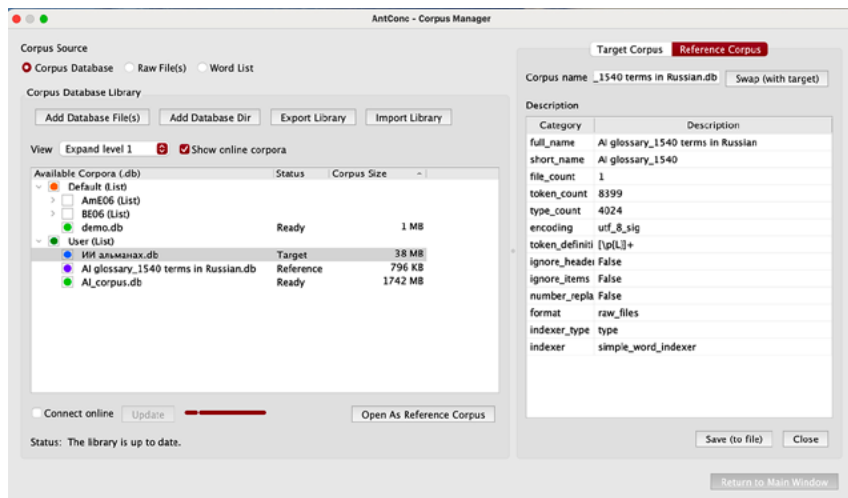 AntConc - Corpus Manager
Corpus Source
Corpus Database Raw File(s) Word List
Corpus Database Library
Add Database File(s) Add Database Dir Export Library Import Library
View Expand level 1 Show online corpora
Available Corpora (.db) Status Corpus Size
Default (List)
AmE06 (List)
BE06 (List)
demo.db Ready 1 MB
User (List)
ИИ альманах.db Target 38 MB
AI glossary_1540 terms in Russian.db Reference 796 KB
AI_corpus.db Ready 1742 MB
Connect online Update Open As Reference Corpus
Status: The library is up to date.
Target Corpus Reference Corpus
Corpus name _1540 terms in Russian.db Swap (with target)
Description
Category Description
full_name AI glossary_1540 terms in Russian
short_name AI glossary_1540
file_count 1
token_count 8399
type_count 4024
encoding utf_8_sig
token_definiti [\p{L}]+
ignore_header False
ignore_items False
number_repla False
format raw_files
indexer_type type
indexer simple_word_indexer
Save (to file) Close
Return to Main Window